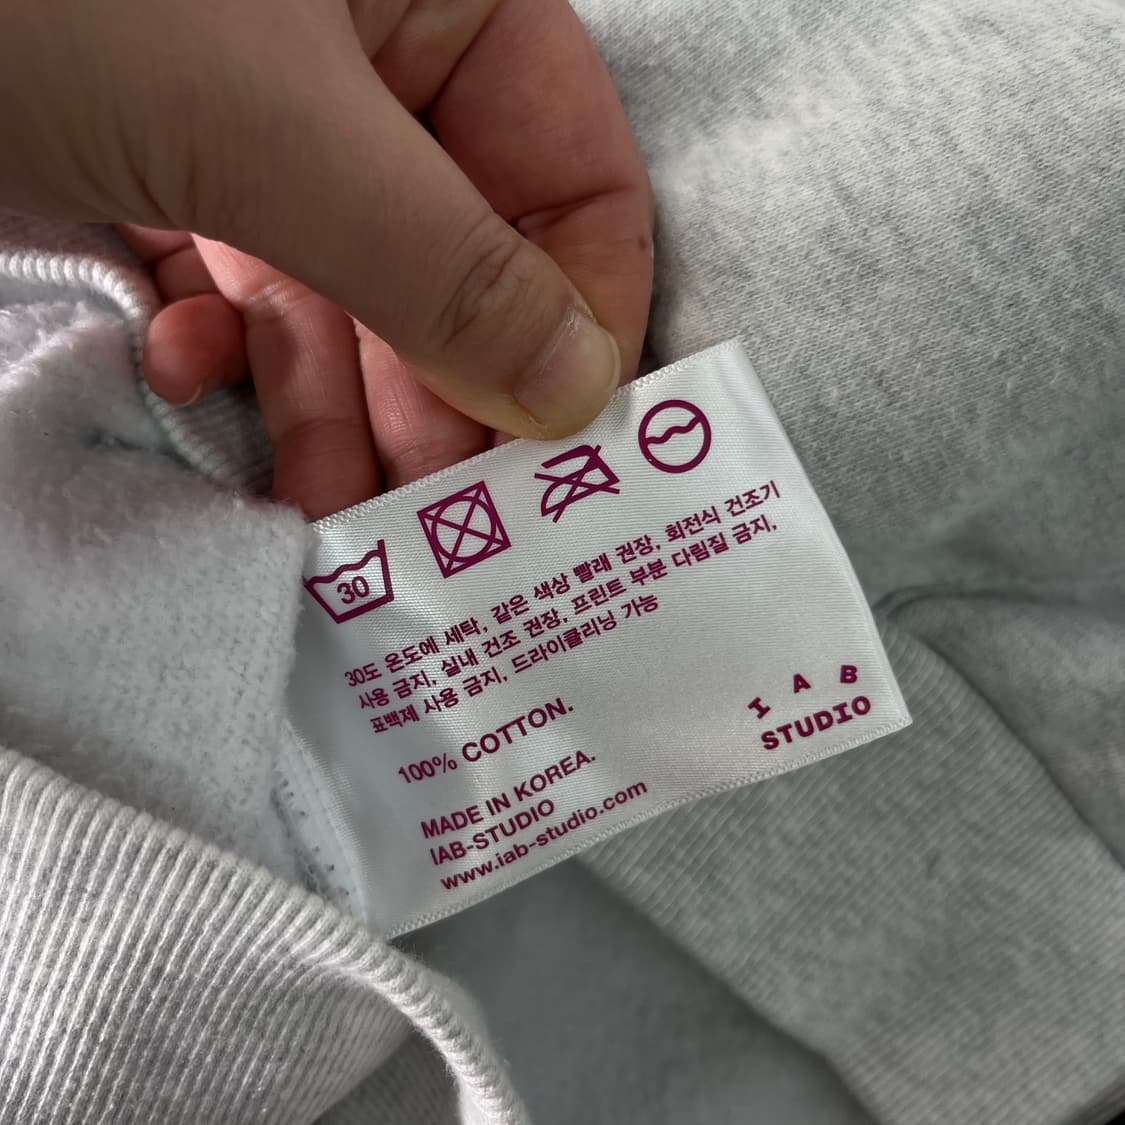 30
30도 온도에 세탁, 같은 색상 빨래 권장, 회전식 건조기
사용 금지, 실내 건조 권장, 프린트 부분 다림질 금지,
표백제 사용 금지, 드라이클리닝 가능
100% COTTON.
MADE IN KOREA.
IAB-STUDIO
www.iab-studio.com
I A B
STUDIO